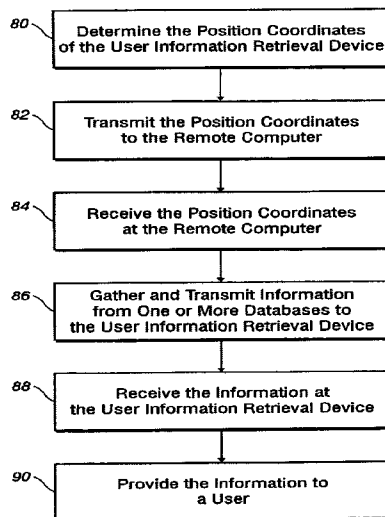 80
Determine the Position Coordinates
of the User Information Retrieval Device
82
Transmit the Position Coordinates
to the Remote Computer
84
Receive the Position Coordinates
at the Remote Computer
86
Gather and Transmit Information
from One or More Databases to
the User Information Retrieval Device
88
Receive the Information at
the User Information Retrieval Device
90
Provide the Information to
a User